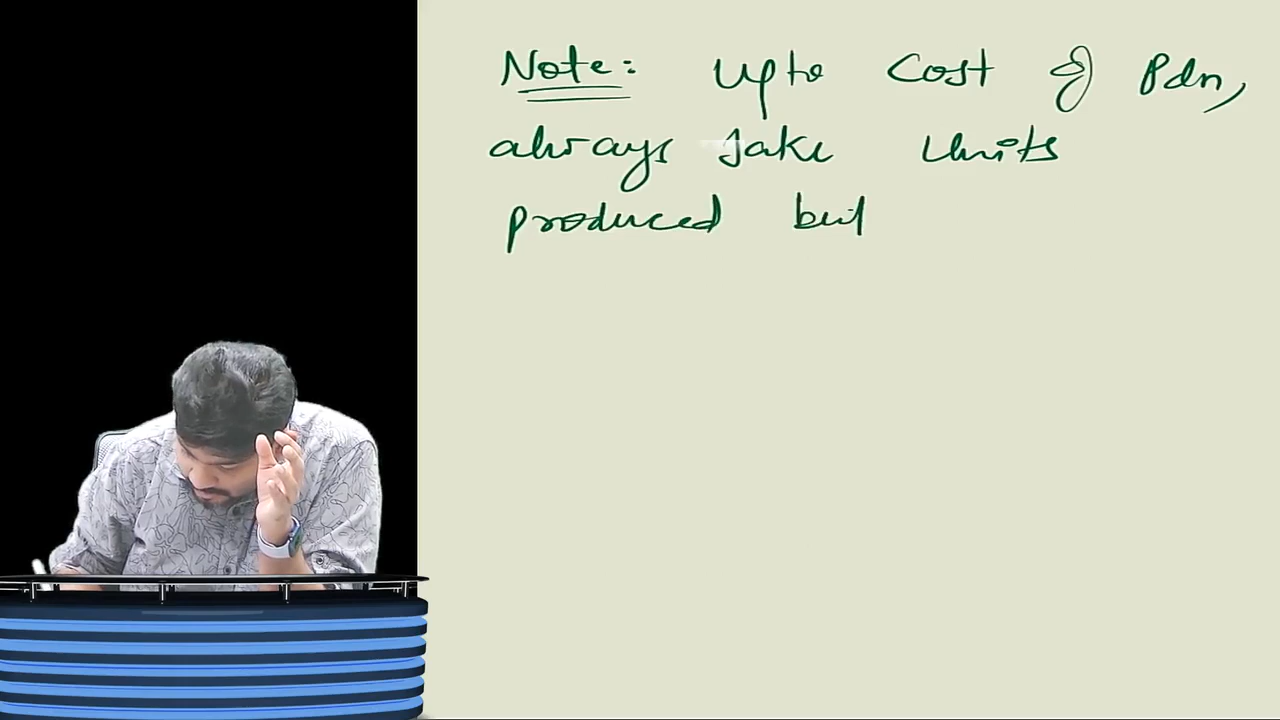 Note: Upto Cost of Pdn,
always take Units
produced but